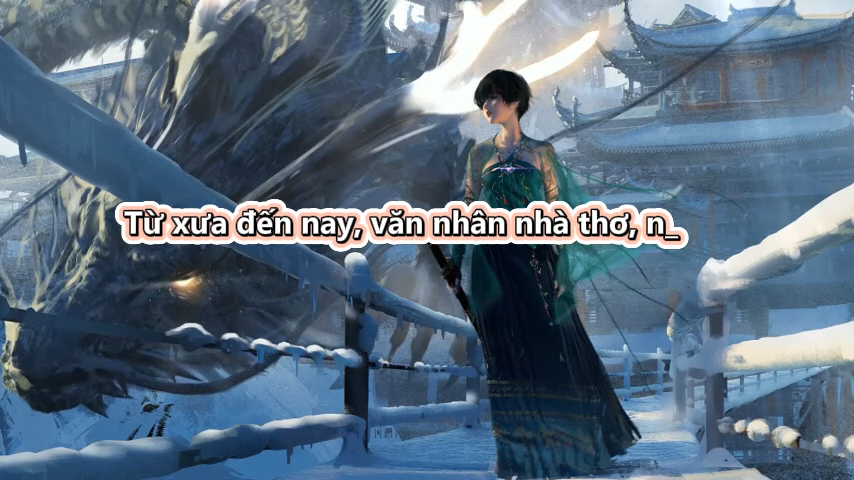 Từ xưa đến nay, văn nhân nhà thơ, n_